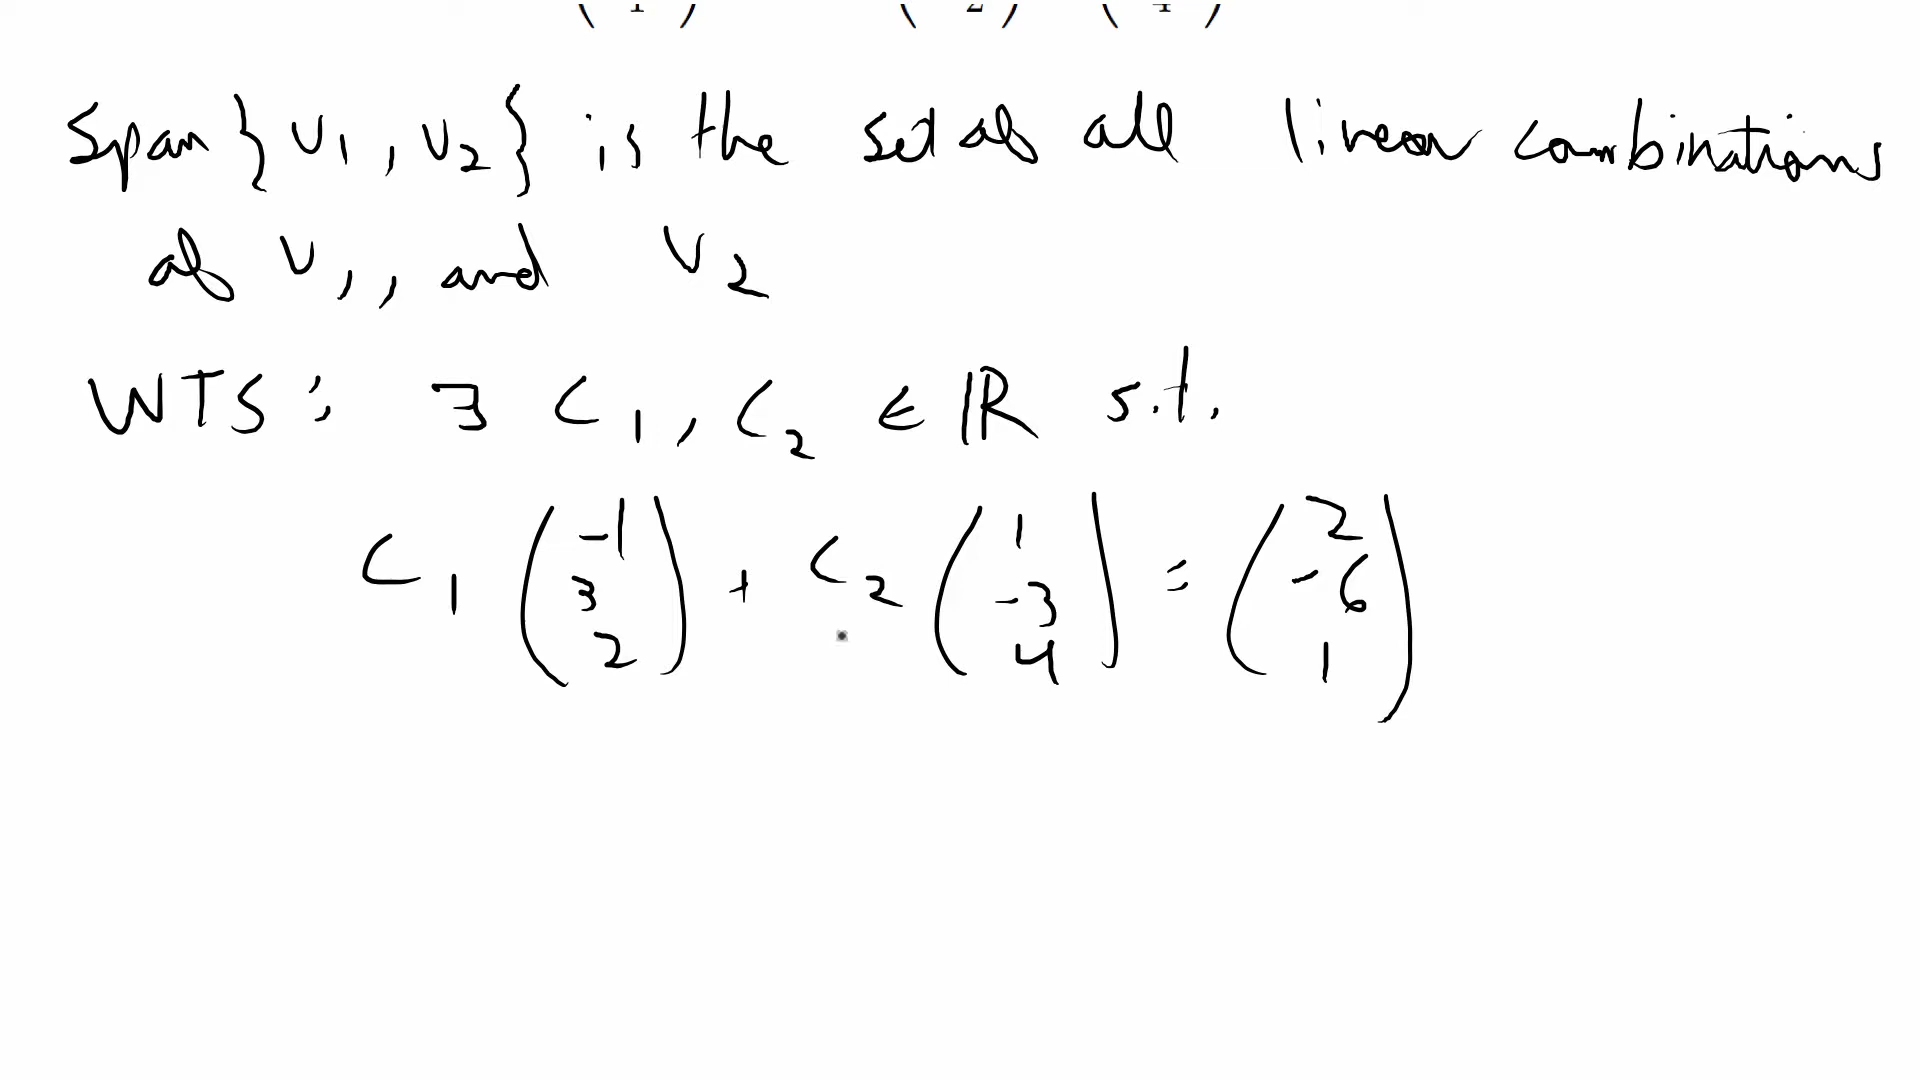 Span {v1, v2} is the set of all linear combinations
of v1, and v2
WTS: ∃ c1, c2 ∈ ℝ s.t.
c1 (-1 3 2) + c2 (1 -3 4) = (2 -6 1)